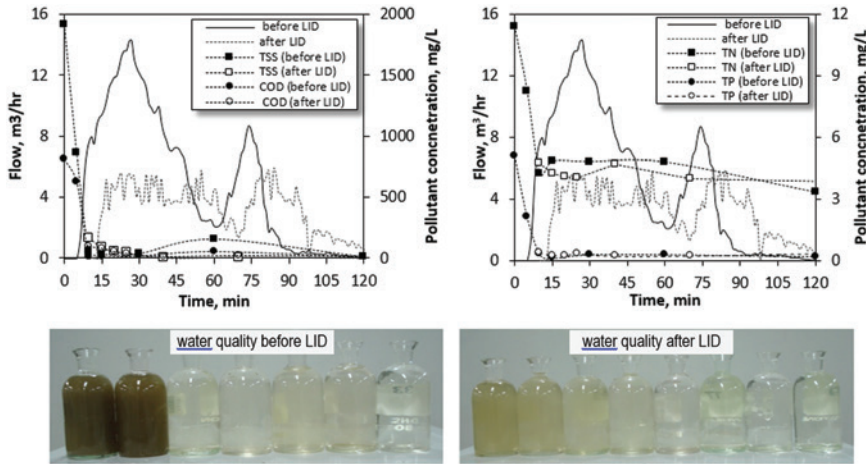 16
12
8
4
0
Flow, m3/hr
before LID
after LID
TSS (before LID)
TSS (after LID)
COD (before LID)
COD (after LID)
2000
1500
1000
500
0
Pollutant concnetration, mg/L
0 15 30 45 60 75 90 105 120
Time, min
16
12
8
4
0
Flow, m³/hr
before LID
after LID
TN (before LID)
TN (after LID)
TP (before LID)
TP (after LID)
12
9
6
3
0
Pollutant concnetration, mg/L
0 15 30 45 60 75 90 105 120
Time, min
water quality before LID
water quality after LID